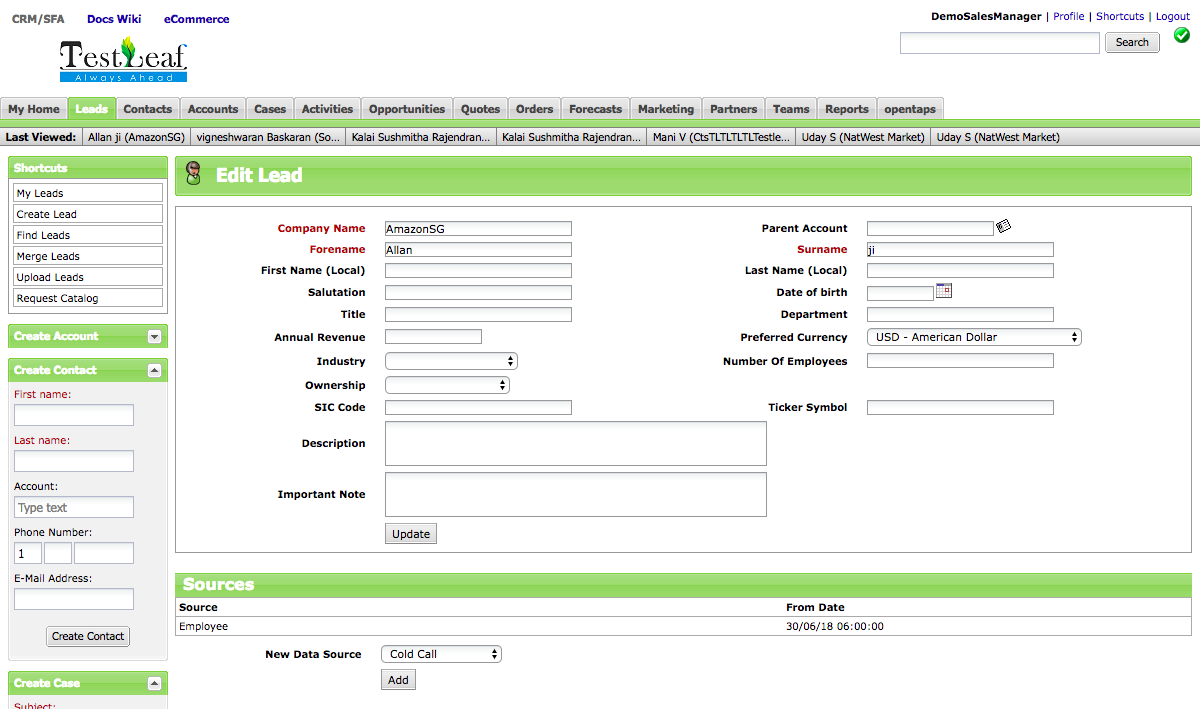 CRM/SFA Docs Wiki eCommerce
DemoSalesManager | Profile | Shortcuts | Logout
TestLeaf
Always Ahead
Search
My Home Leads Contacts Accounts Cases Activities Opportunities Quotes Orders Forecasts Marketing Partners Teams Reports opentaps
Last Viewed: Allan ji (AmazonSG) vigneshwaran Baskaran (So... Kalai Sushmitha Rajendran... Kalai Sushmitha Rajendran... Mani V (CtsTLTLTLTLTestle... Uday S (NatWest Market) Uday S (NatWest Market)
Shortcuts
My Leads
Create Lead
Find Leads
Merge Leads
Upload Leads
Request Catalog
Create Account
Create Contact
First name:
Last name:
Account:
Type text
Phone Number:
1
E-Mail Address:
Create Contact
Create Case
Subject:
Edit Lead
Company Name AmazonSG Parent Account
Forename Allan Surname ji
First Name (Local) Last Name (Local)
Salutation Date of birth
Title Department
Annual Revenue Preferred Currency USD - American Dollar
Industry Number Of Employees
Ownership
SIC Code Ticker Symbol
Description
Important Note
Update
Sources
Source From Date
Employee 30/06/18 06:00:00
New Data Source Cold Call
Add